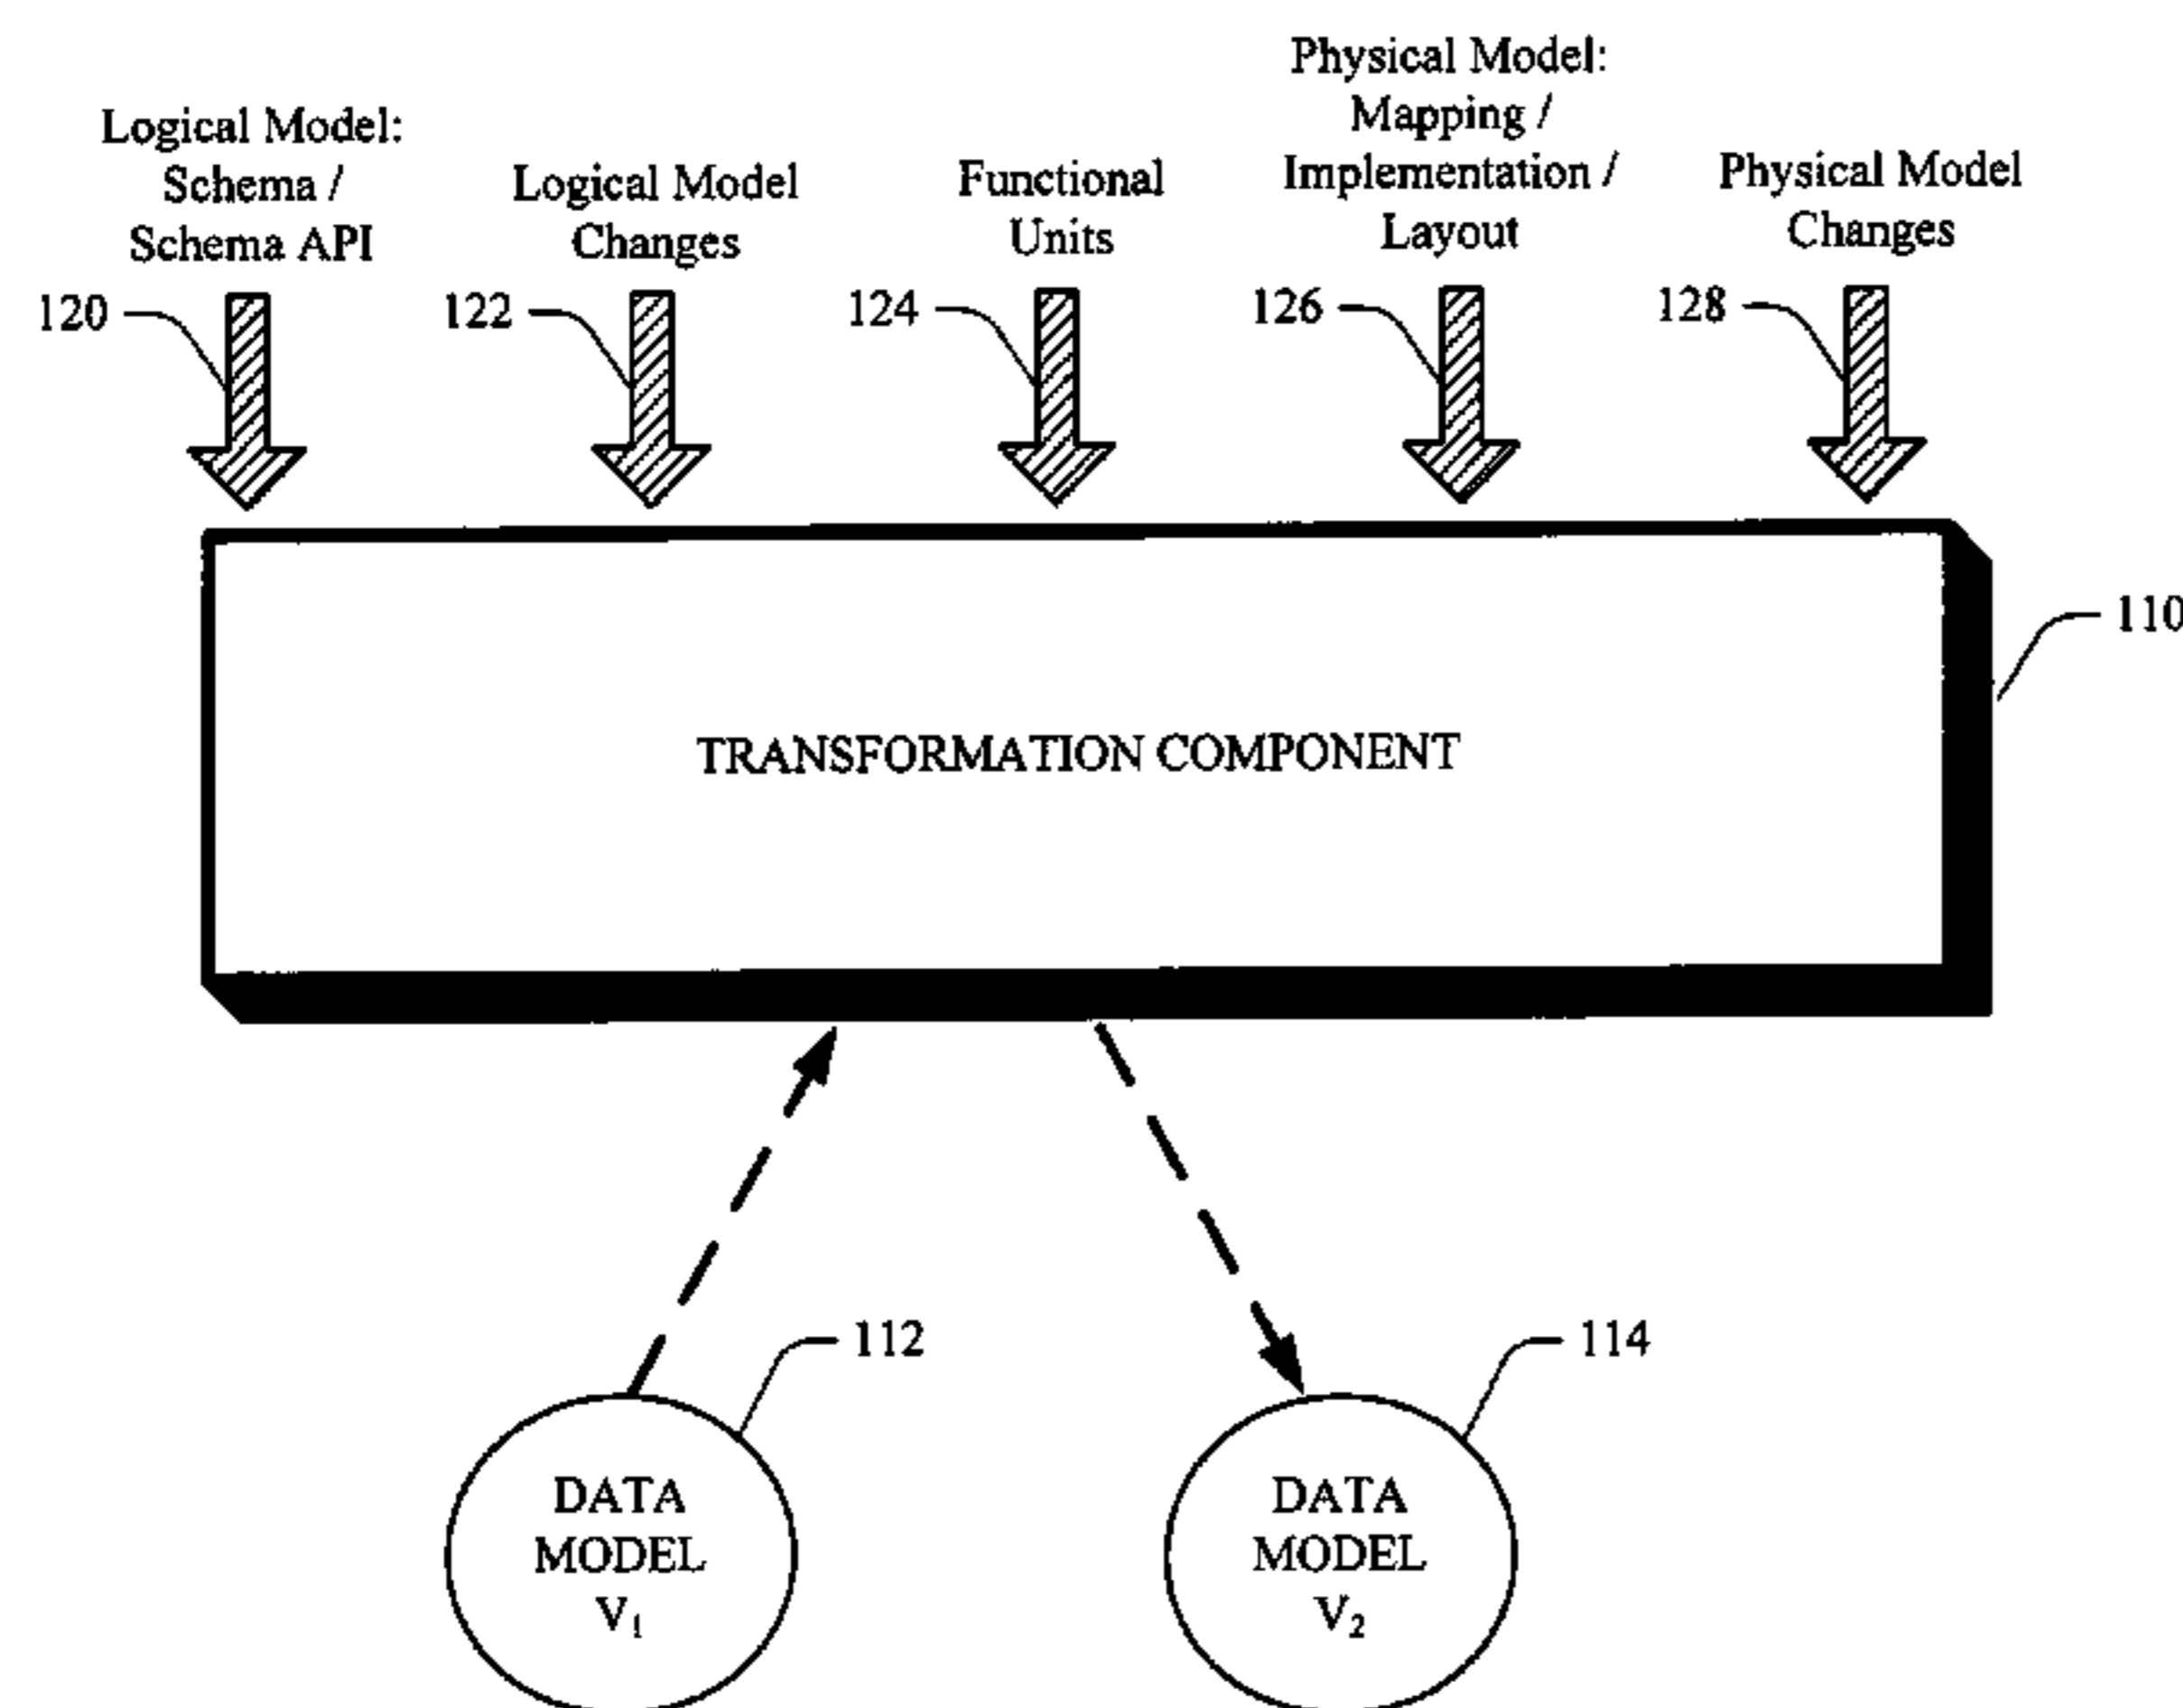 Logical Model:
Schema /
Schema API
120
Logical Model
Changes
122
Functional
Units
124
Physical Model:
Mapping /
Implementation /
Layout
126
Physical Model
Changes
128
110
TRANSFORMATION COMPONENT
112
DATA
MODEL
V₁
114
DATA
MODEL
V₂